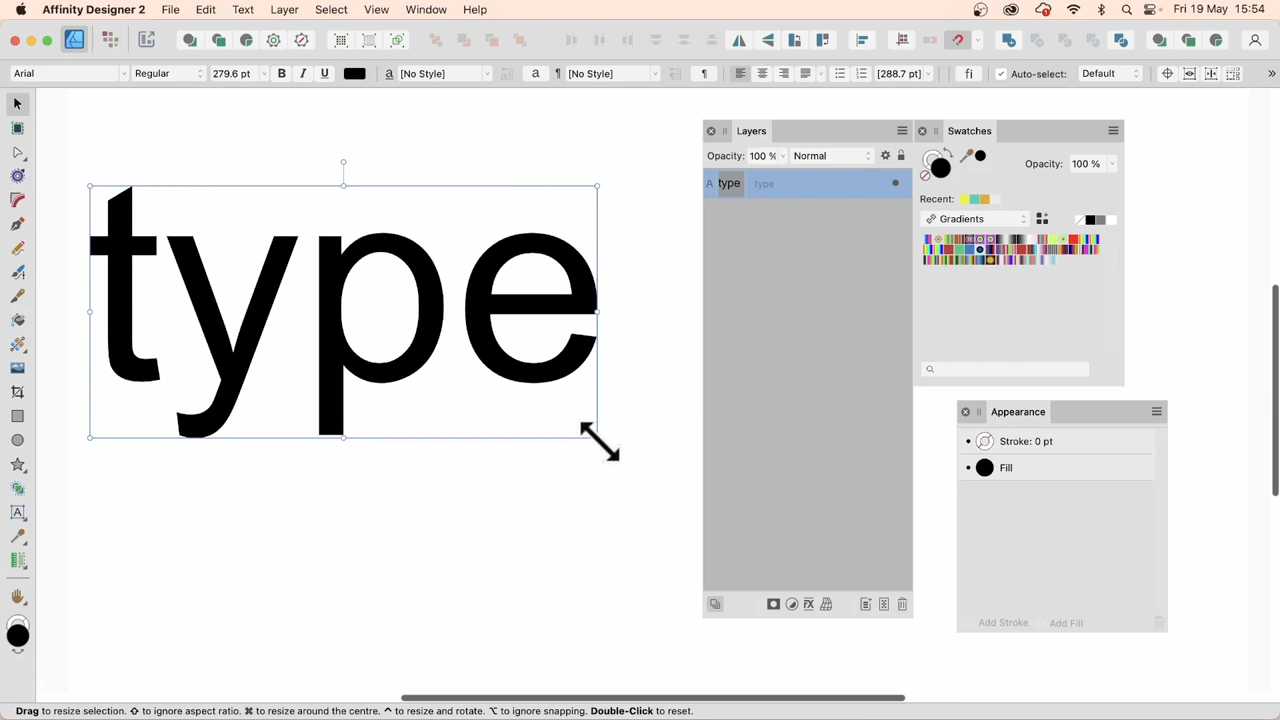 Affinity Designer 2 File Edit Text Layer Select View Window Help Fri 19 May 15:54
Arial Regular 279.6 pt B I U a [No Style] a ¶ [No Style] ¶ [288.7 pt] fi Auto-select: Default »
Layers
Opacity: 100 % Normal
A type type
Swatches
Opacity: 100 %
Recent:
Gradients
type
Appearance
Stroke: 0 pt
Fill
Add Stroke Add Fill
Drag to resize selection. ⇧ to ignore aspect ratio. ⌘ to resize around the centre. ^ to resize and rotate. ⌥ to ignore snapping. Double-Click to reset.